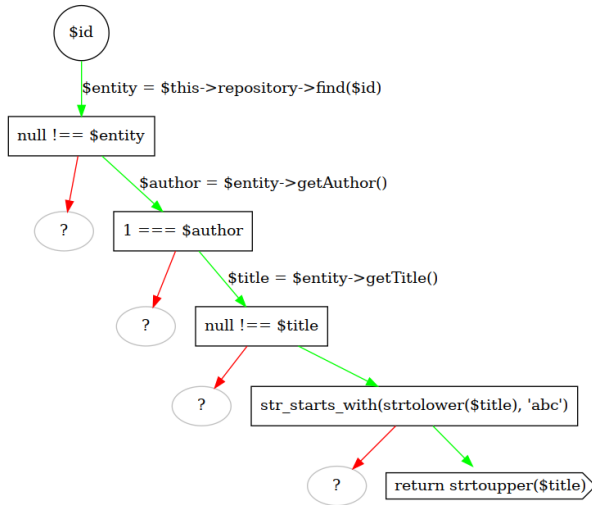 $id
$entity = $this->repository->find($id)
null !== $entity
$author = $entity->getAuthor()
?
1 === $author
$title = $entity->getTitle()
?
null !== $title
?
str_starts_with(strtolower($title), 'abc')
?
return strtoupper($title)